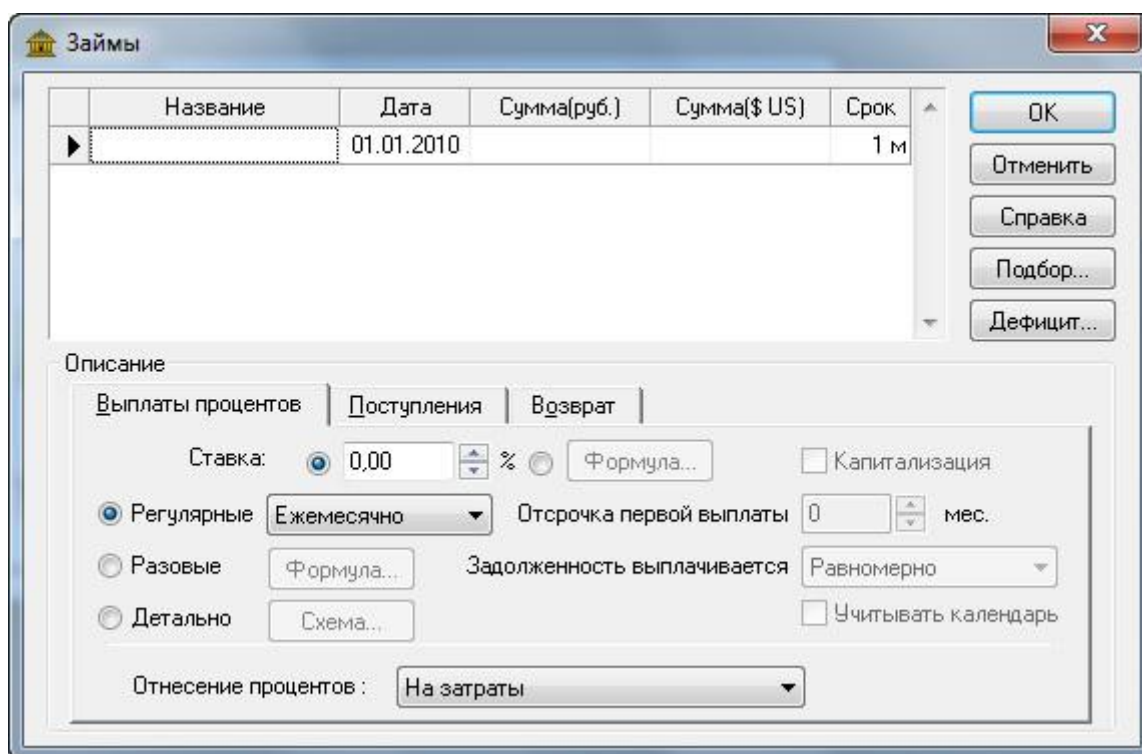 Займы
Название Дата Сумма(руб.) Сумма($ US) Срок
01.01.2010 1 м
OK
Отменить
Справка
Подбор...
Дефицит...
Описание
Выплаты процентов Поступления Возврат
Ставка: 0,00 % Формула... Капитализация
Регулярные Ежемесячно Отсрочка первой выплаты 0 мес.
Разовые Формула... Задолженность выплачивается Равномерно
Детально Схема... Учитывать календарь
Отнесение процентов : На затраты